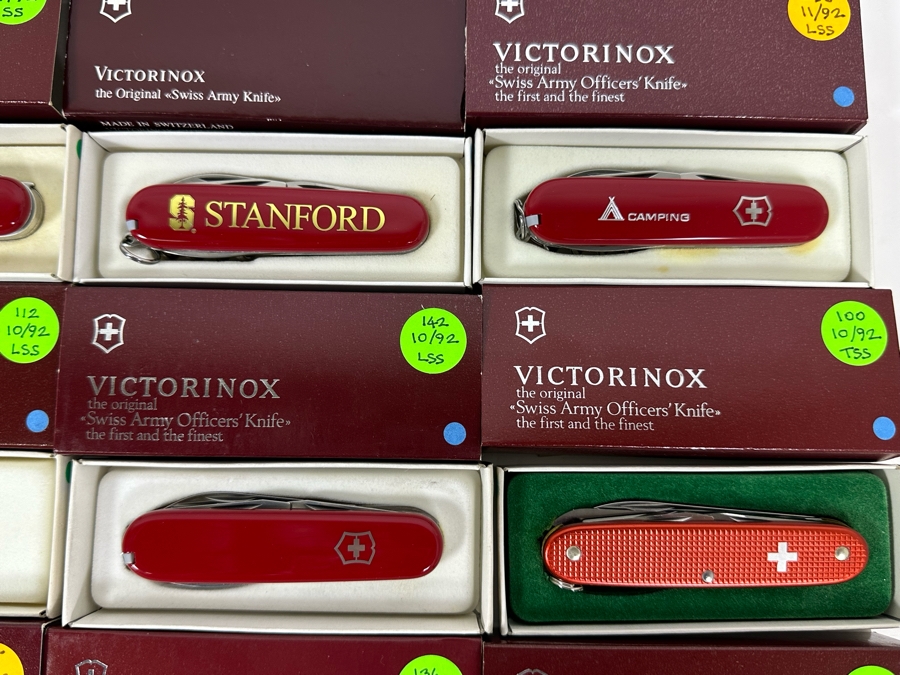 SS
VICTORINOX
the Original «Swiss Army Knife»
MADE IN SWITZERLAND
VICTORINOX
the original
«Swiss Army Officers' Knife»
the first and the finest
11/92
LSS
S
STANFORD
CAMPING
112
10/92
LSS
142
10/92
LSS
VICTORINOX
the original
«Swiss Army Officers' Knife»
the first and the finest
100
10/92
TSS
VICTORINOX
the original
«Swiss Army Officers' Knife»
the first and the finest